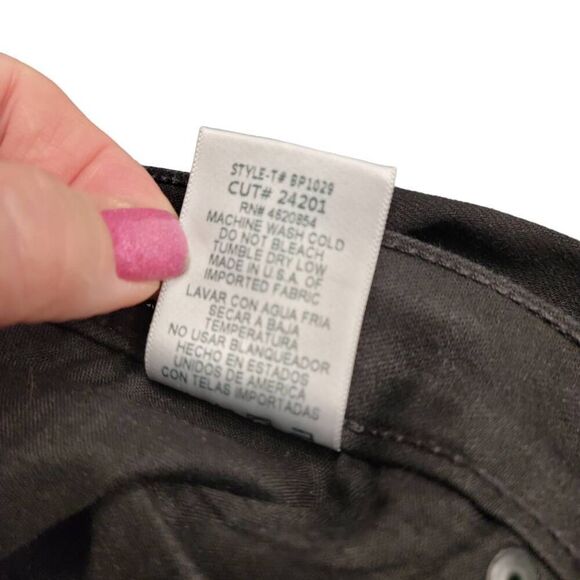 STYLE-T# BP1029
CUT# 24201
RN# 4620854
MACHINE WASH COLD
DO NOT BLEACH
TUMBLE DRY LOW
MADE IN U.S.A. OF
IMPORTED FABRIC
LAVAR CON AGUA FRIA
SECAR A BAJA
TEMPERATURA
NO USAR BLANQUEADOR
HECHO EN ESTADOS
UNIDOS DE AMERICA
CON TELAS IMPORTADAS